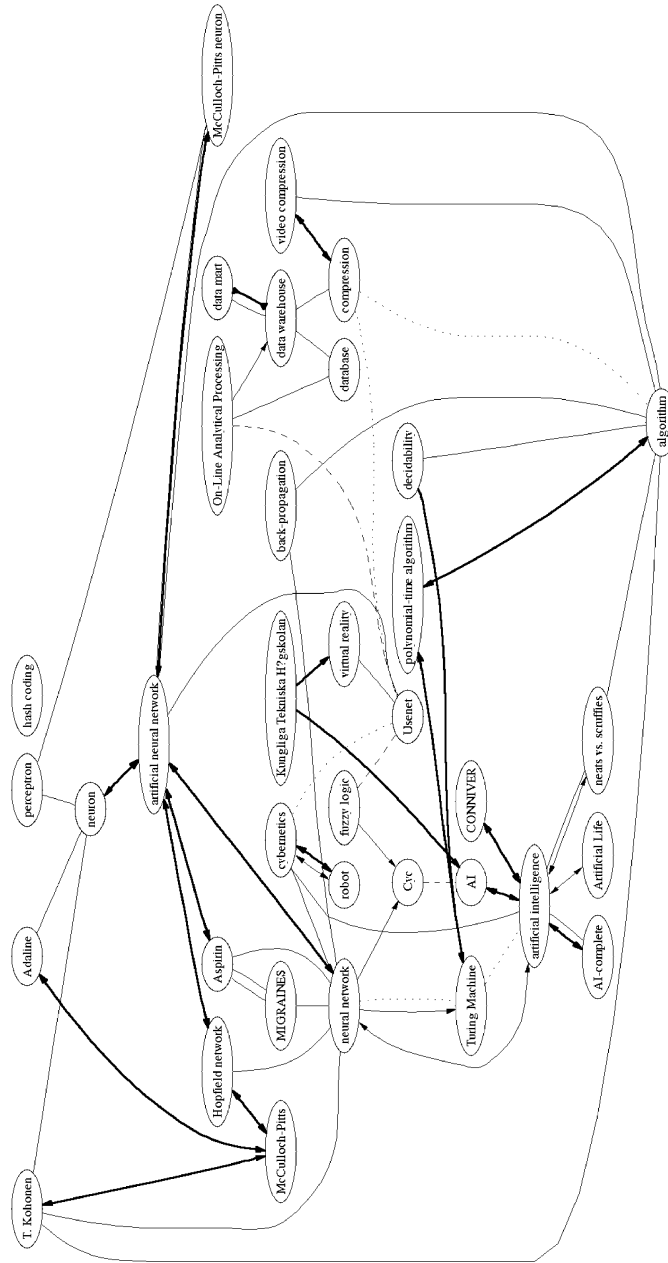 McCulloch-Pitts neuron
video compression
data mart
data warehouse
compression
On-Line Analytical Processing
database
algorithm
back-propagation
decidability
polynomial-time algorithm
hash coding
perceptron
neuron
artificial neural network
Kungliga Tekniska H?gskolan
virtual reality
Usenet
neats vs. scruffies
cybernetics
fuzzy logic
robot
Cyc
CONNIVER
AI
artificial intelligence
Artificial Life
AI-complete
Adaline
Aspirin
MIGRAINES
neural network
Turing Machine
Hopfield network
McCulloch-Pitts
T. Kohonen